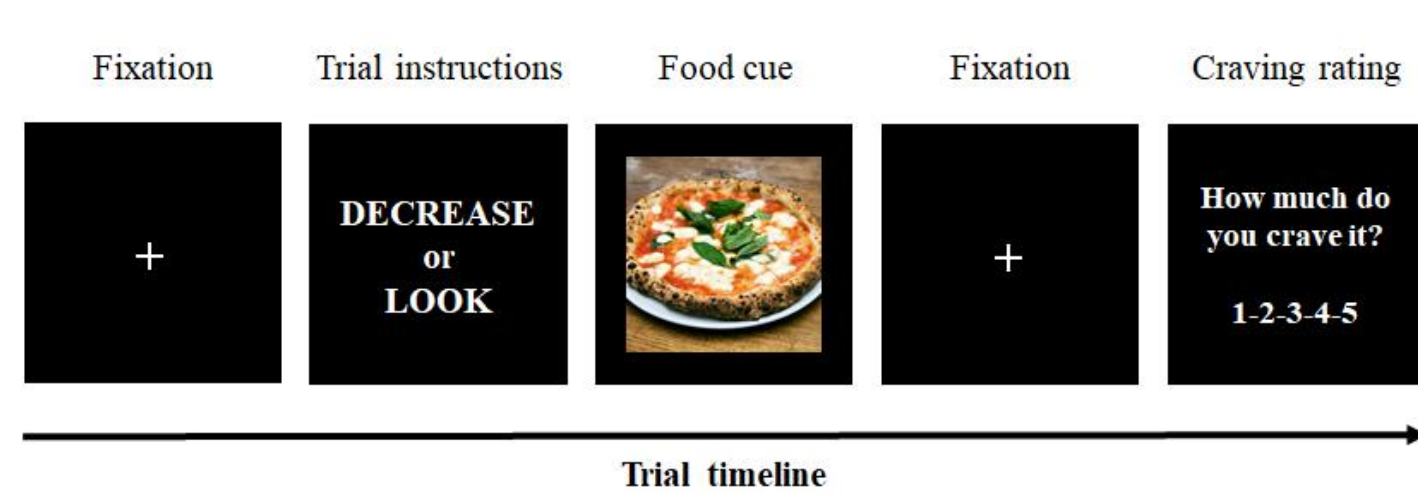 Fixation
Trial instructions
Food cue
Fixation
Craving rating
+
DECREASE
or
LOOK
+
How much do
you crave it?
1-2-3-4-5
Trial timeline